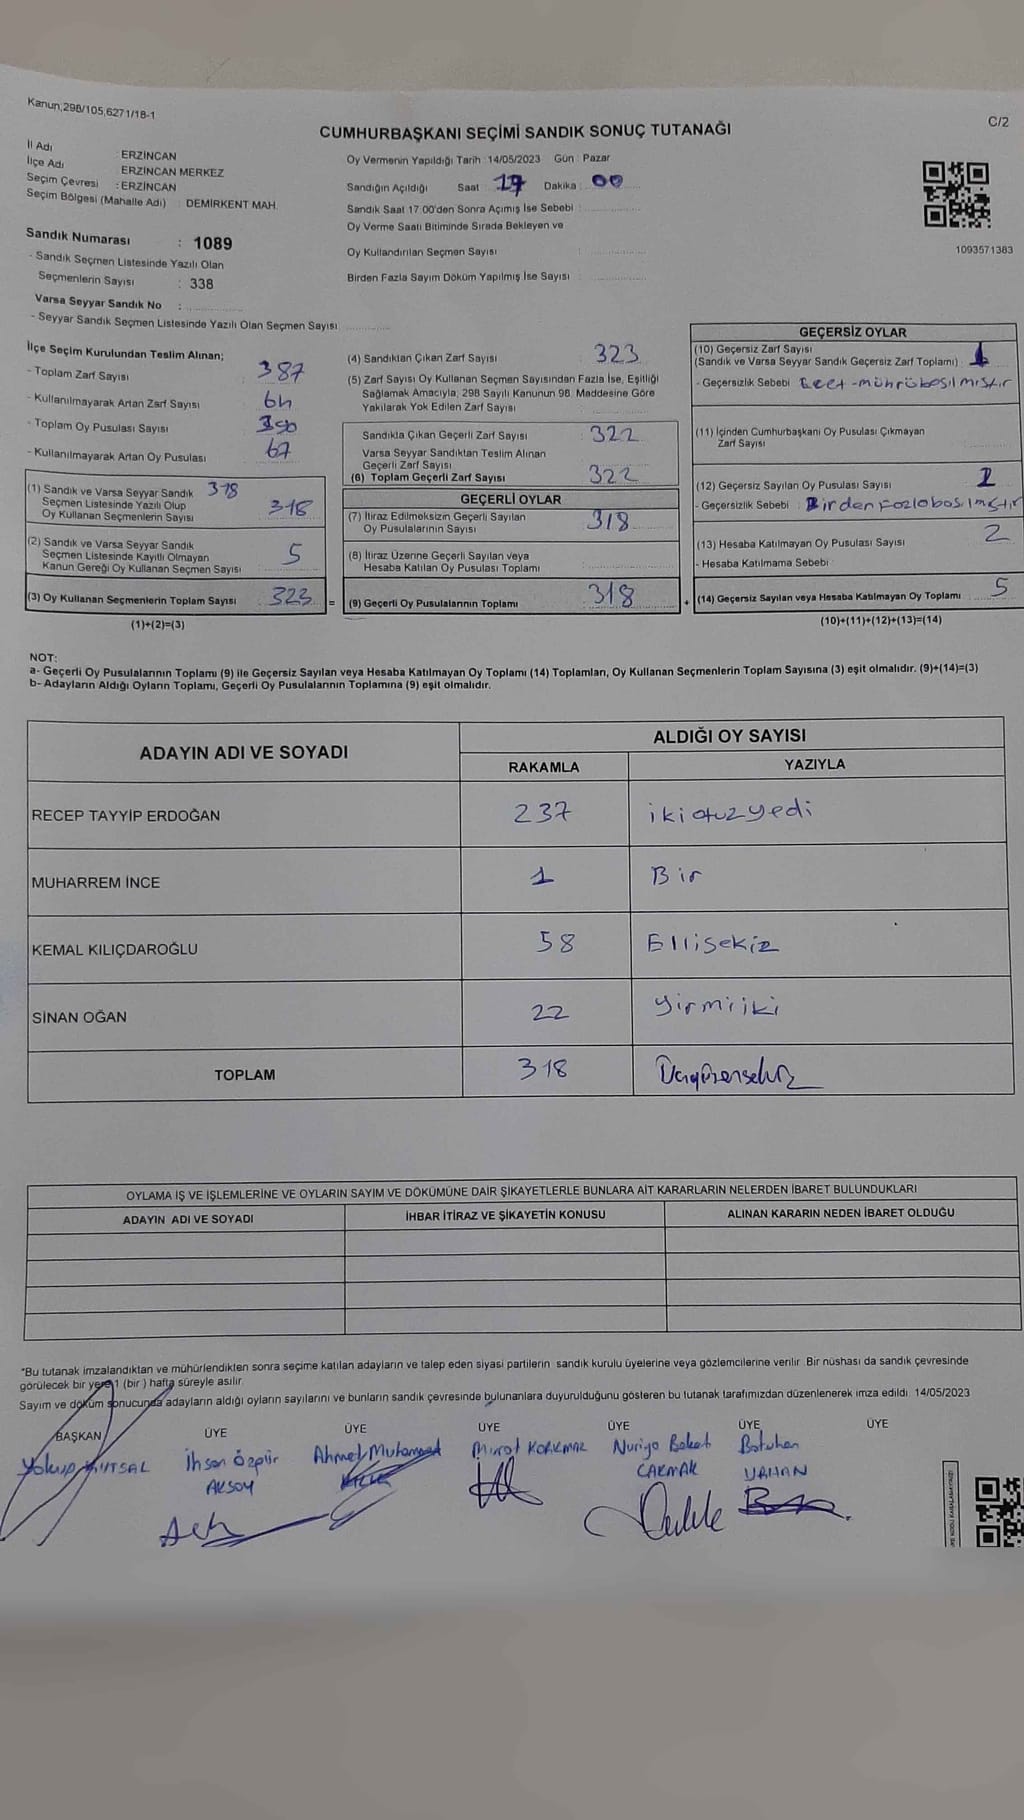 Kanun;298/105,6271/18-1
C/2
CUMHURBAŞKANI SEÇİMİ SANDIK SONUÇ TUTANAĞI
İl Adı : ERZİNCAN
İlçe Adı : ERZİNCAN MERKEZ
Seçim Çevresi : ERZİNCAN
Seçim Bölgesi (Mahalle Adı) : DEMİRKENT MAH.
Sandık Numarası : 1089
- Sandık Seçmen Listesinde Yazılı Olan
Seçmenlerin Sayısı : 338
Varsa Seyyar Sandık No :
- Seyyar Sandık Seçmen Listesinde Yazılı Olan Seçmen Sayısı
Oy Vermenin Yapıldığı Tarih : 14/05/2023 Gün : Pazar
Sandığın Açıldığı Saat 17 Dakika : 00
Sandık Saat 17:00'den Sonra Açımış İse Sebebi :
Oy Verme Saati Bitiminde Sırada Bekleyen ve
Oy Kullandırılan Seçmen Sayısı :
Birden Fazla Sayım Döküm Yapılmış İse Sayısı :
1093571383
İlçe Seçim Kurulundan Teslim Alınan;
- Toplam Zarf Sayısı : 387
- Kullanılmayarak Artan Zarf Sayısı : 64
- Toplam Oy Pusulası Sayısı : 390
- Kullanılmayarak Artan Oy Pusulası : 67
(1) Sandık ve Varsa Seyyar Sandık 318
Seçmen Listesinde Yazılı Olup
Oy Kullanan Seçmenlerin Sayısı 318
(2) Sandık ve Varsa Seyyar Sandık
Seçmen Listesinde Kayıtlı Olmayan
Kanun Gereği Oy Kullanan Seçmen Sayısı 5
(3) Oy Kullanan Seçmenlerin Toplam Sayısı 323 =
(1)+(2)=(3)
(4) Sandıktan Çıkan Zarf Sayısı : 323
(5) Zarf Sayısı Oy Kullanan Seçmen Sayısından Fazla İse, Eşitliği
Sağlamak Amacıyla; 298 Sayılı Kanunun 98. Maddesine Göre
Yakılarak Yok Edilen Zarf Sayısı :
Sandıkla Çıkan Geçerli Zarf Sayısı : 322
Varsa Seyyar Sandıktan Teslim Alınan
Geçerli Zarf Sayısı :
(6) Toplam Geçerli Zarf Sayısı : 322
GEÇERLİ OYLAR
(7) İtiraz Edilmeksizin Geçerli Sayılan
Oy Pusulalarının Sayısı : 318
(8) İtiraz Üzerine Geçerli Sayılan veya
Hesaba Katılan Oy Pusulası Toplamı :
(9) Geçerli Oy Pusulalarının Toplamı : 318 +
GEÇERSİZ OYLAR
(10) Geçersiz Zarf Sayısı
(Sandık ve Varsa Seyyar Sandık Geçersiz Zarf Toplamı) : 1
- Geçersizlik Sebebi
(11) İçinden Cumhurbaşkanı Oy Pusulası Çıkmayan
Zarf Sayısı
(12) Geçersiz Sayılan Oy Pusulası Sayısı : 2
- Geçersizlik Sebebi : Birden Fazlabasılmıştır
(13) Hesaba Katılmayan Oy Pusulası Sayısı : 2
- Hesaba Katılmama Sebebi :
(14) Geçersiz Sayılan veya Hesaba Katılmayan Oy Toplamı : 5
(10)+(11)+(12)+(13)=(14)
NOT:
a- Geçerli Oy Pusulalarının Toplamı (9) ile Geçersiz Sayılan veya Hesaba Katılmayan Oy Toplamı (14) Toplamları, Oy Kullanan Seçmenlerin Toplam Sayısına (3) eşit olmalıdır. (9)+(14)=(3)
b- Adayların Aldığı Oyların Toplamı, Geçerli Oy Pusulalarının Toplamına (9) eşit olmalıdır.
ADAYIN ADI VE SOYADI ALDIĞI OY SAYISI
RAKAMLA YAZIYLA
RECEP TAYYİP ERDOĞAN 237 ikiotuzyedi
MUHARREM İNCE 1 Bir
KEMAL KILIÇDAROĞLU 58 Ellisekiz
SİNAN OĞAN 22 yirmiiki
TOPLAM 318
OYLAMA İŞ VE İŞLEMLERİNE VE OYLARIN SAYIM VE DÖKÜMÜNE DAİR ŞİKAYETLERLE BUNLARA AİT KARARLARIN NELERDEN İBARET BULUNDUKLARI
ADAYIN ADI VE SOYADI İHBAR İTİRAZ VE ŞİKAYETİN KONUSU ALINAN KARARIN NEDEN İBARET OLDUĞU
*Bu tutanak imzalandıktan ve mühürlendikten sonra seçime katılan adayların ve talep eden siyasi partilerin sandık kurulu üyelerine veya gözlemcilerine verilir. Bir nüshası da sandık çevresinde
görülecek bir yere 1 (bir ) hafta süreyle asılır.
Sayım ve döküm sonucunda adayların aldığı oyların sayılarını ve bunların sandık çevresinde bulunanlara duyurulduğunu gösteren bu tutanak tarafımızdan düzenlenerek imza edildi. 14/05/2023
BAŞKAN ÜYE ÜYE ÜYE ÜYE ÜYE ÜYE
Yakup KUTSAL İhsan Özgür Ahmet Muhammed Murat KORKMAZ Nuriye Buket Batuhan
AKSOY ÇAKMAK URHAN